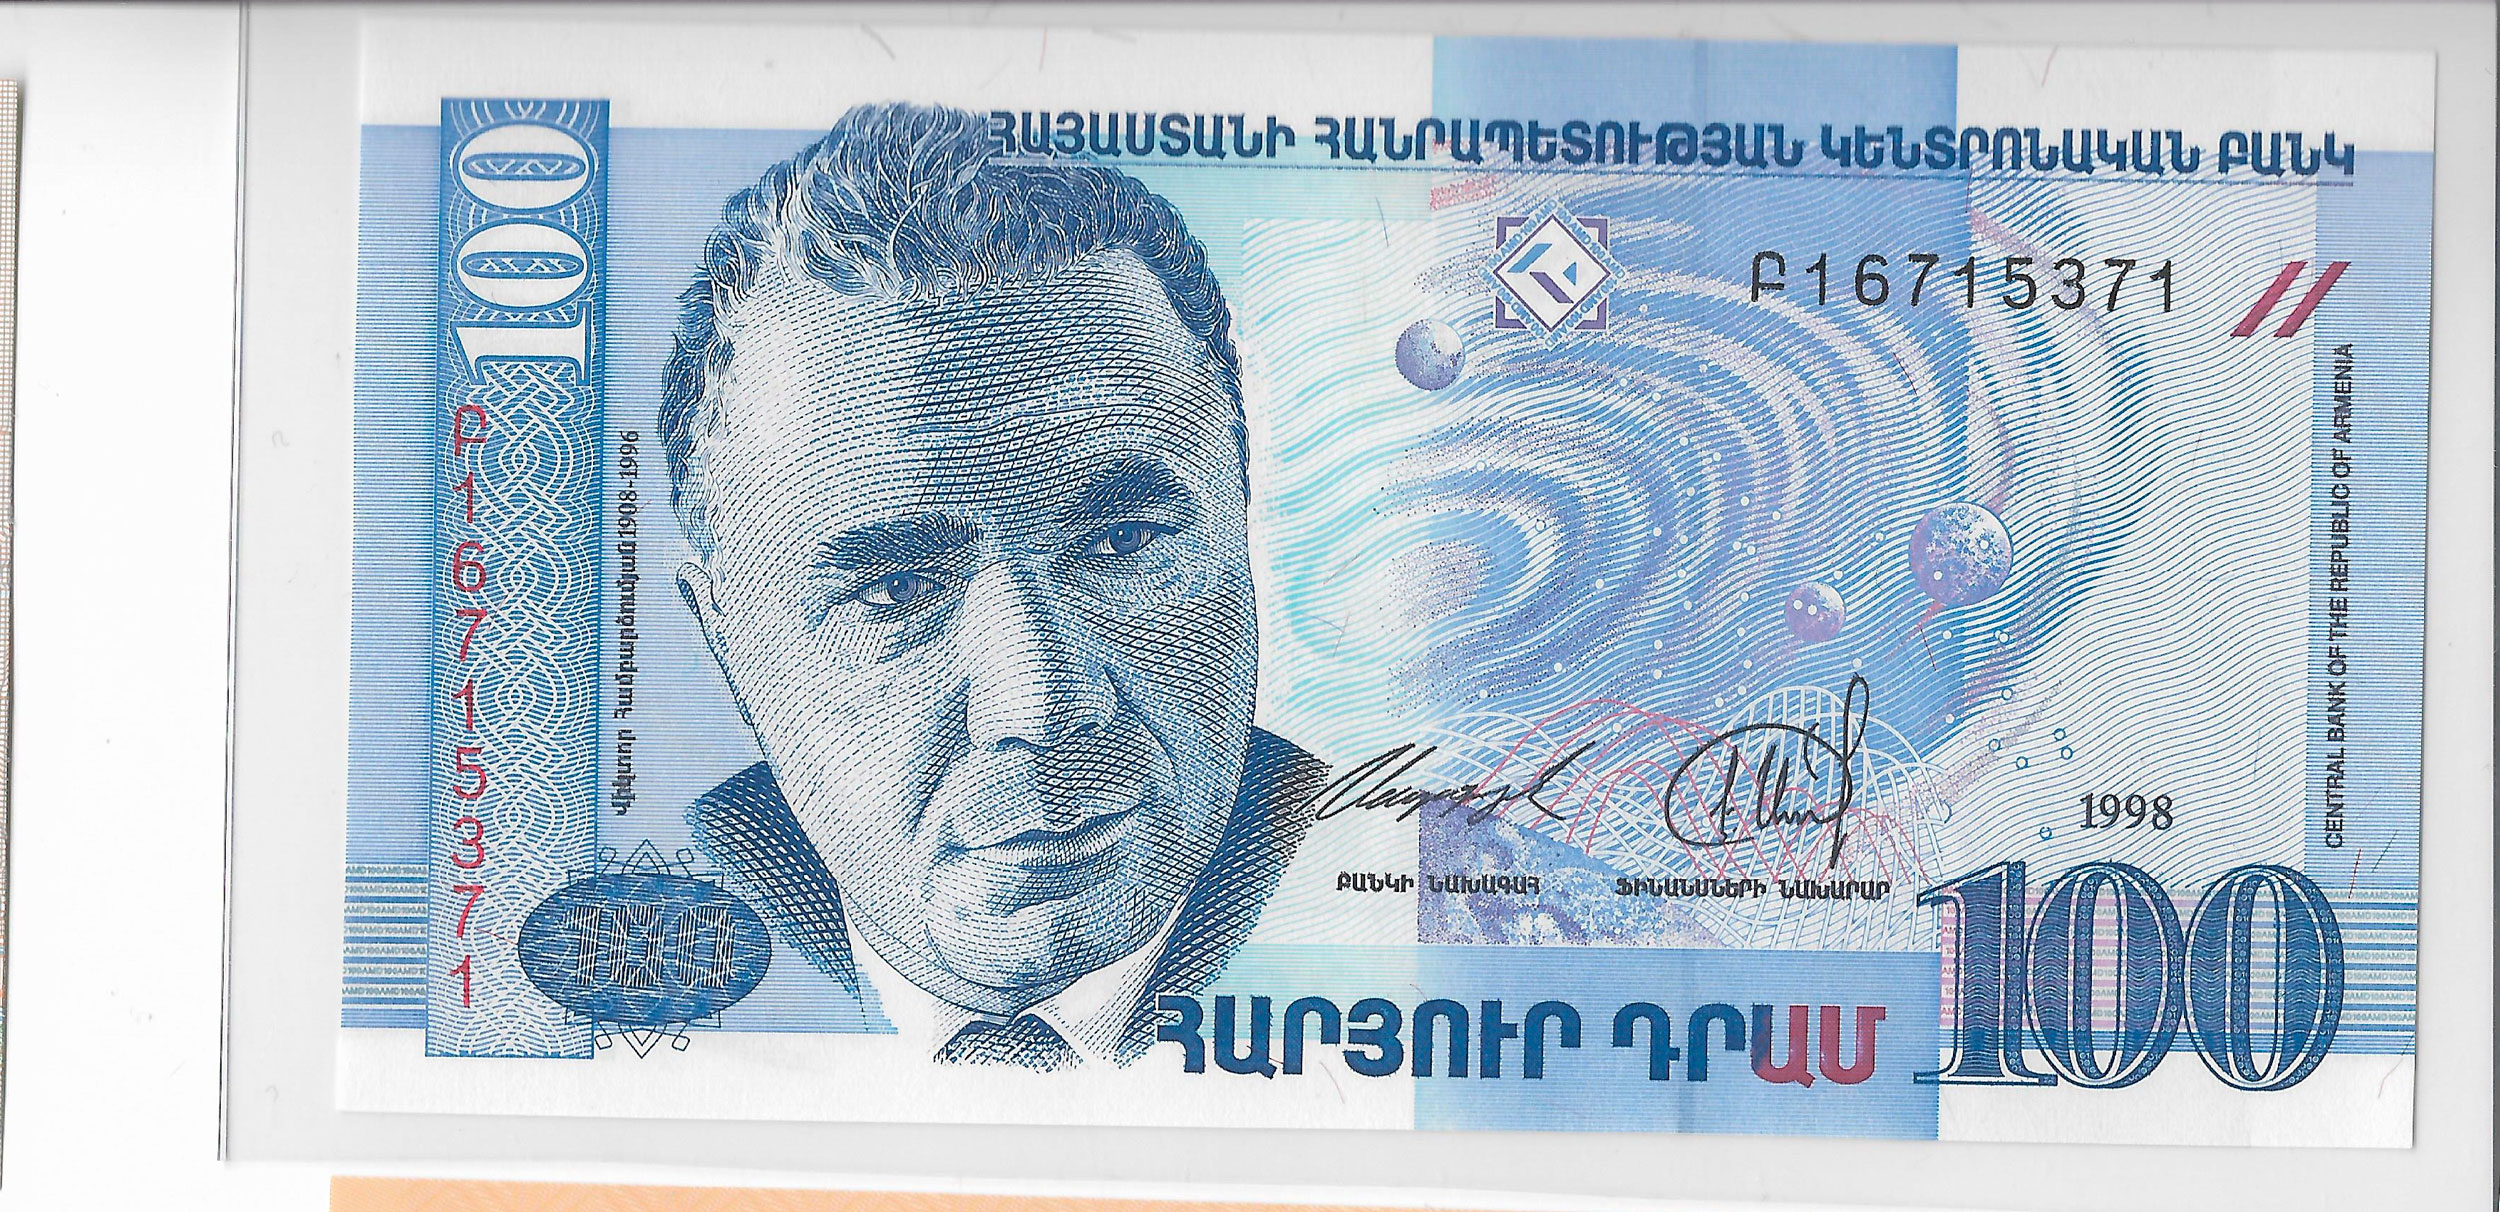 ՀԱՅԱՍՏԱՆԻ ՀԱՆՐԱՊԵՏՈՒԹՅԱՆ ԿԵՆՏՐՈՆԱԿԱՆ ԲԱՆԿ
100
Բ16715371
Բ16715371
Վիկտոր Համբարձումյան 1908-1996
CENTRAL BANK OF THE REPUBLIC OF ARMENIA
1998
ԲԱՆԿԻ ՆԱԽԱԳԱՀ
ՖԻՆԱՆՍՆԵՐԻ ՆԱԽԱՐԱՐ
100
ՀԱՐՅՈՒՐ ԴՐԱՄ
100